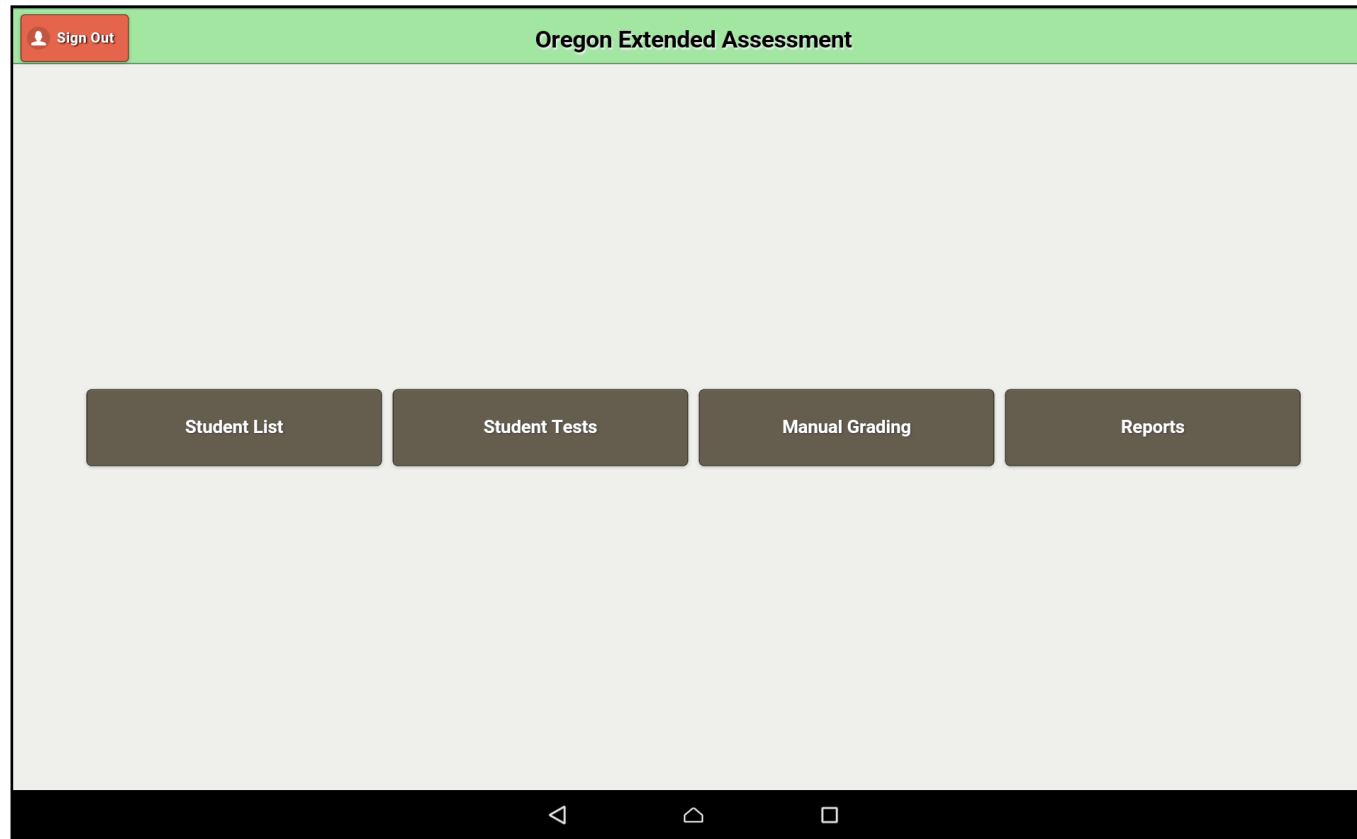 Sign Out
Oregon Extended Assessment
Student List
Student Tests
Manual Grading
Reports